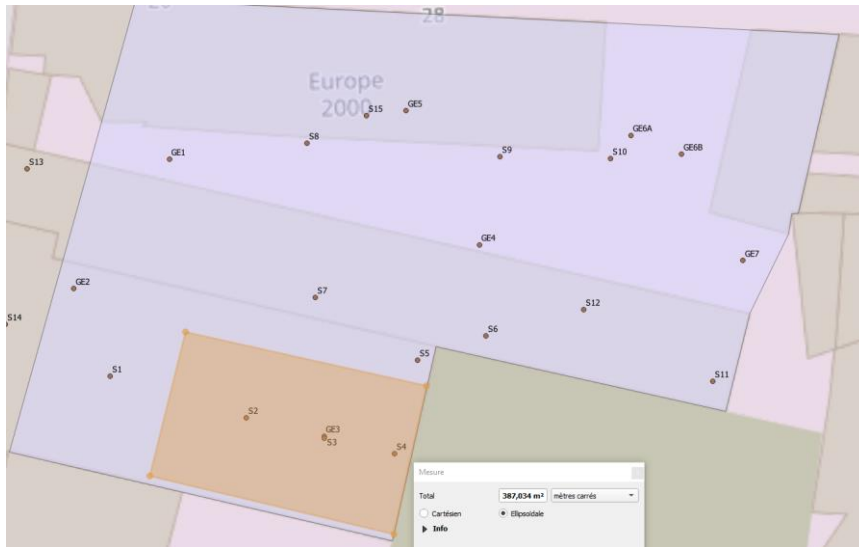 28
Europe
2000
S15
GE5
GE6A
S8
GE1
S9
S10
GE6B
S13
GE4
GE7
GE2
S7
S12
S14
S6
S5
S1
S11
S2
GE3
S3
S4
Mesure
Total 387,034 m² mètres carrés
Cartésien Ellipsoïdale
Info